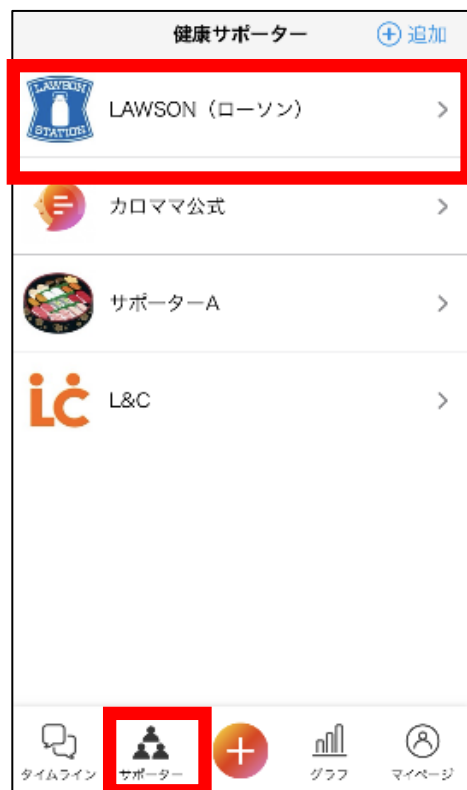 健康サポーター
追加
LAWSON
STATION
LAWSON（ローソン）
カロママ公式
サポーターA
L&C
タイムライン
サポーター
グラフ
マイページ